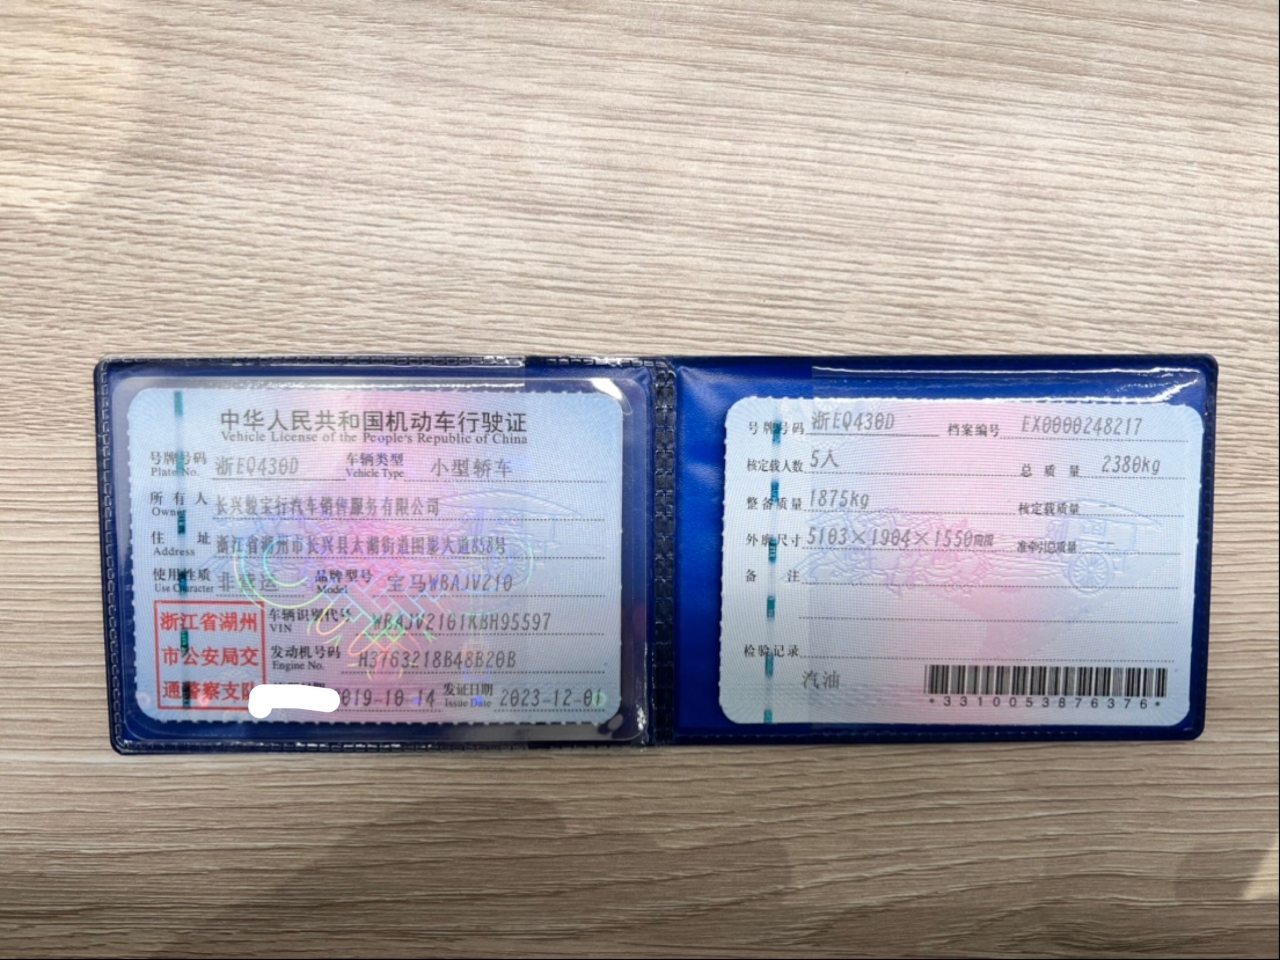 中华人民共和国机动车行驶证
Vehicle License of the People's Republic of China
号牌号码 浙EQ430D 车辆类型 小型轿车
Plate No. Vehicle Type
所有人 长兴骏宝行汽车销售服务有限公司
Owner
住址 浙江省湖州市长兴县太湖街道图影大道858号
Address
使用性质 非营运 品牌型号 宝马WBAJV210
Use Character Model
浙江省湖州
市公安局交
通警察支队
车辆识别代号 WBAJV2101KBH95597
VIN
发动机号码 H3763218B48B20B
Engine No.
019-10-14 发证日期 2023-12-01
Issue Date
号牌号码 浙EQ430D 档案编号 EX0000248217
核定载人数 5人 总质量 2380kg
整备质量 1875kg 核定载质量 --
外廓尺寸 5103×1904×1550mm 准牵引总质量 --
备注
检验记录
汽油
*3310053876376*